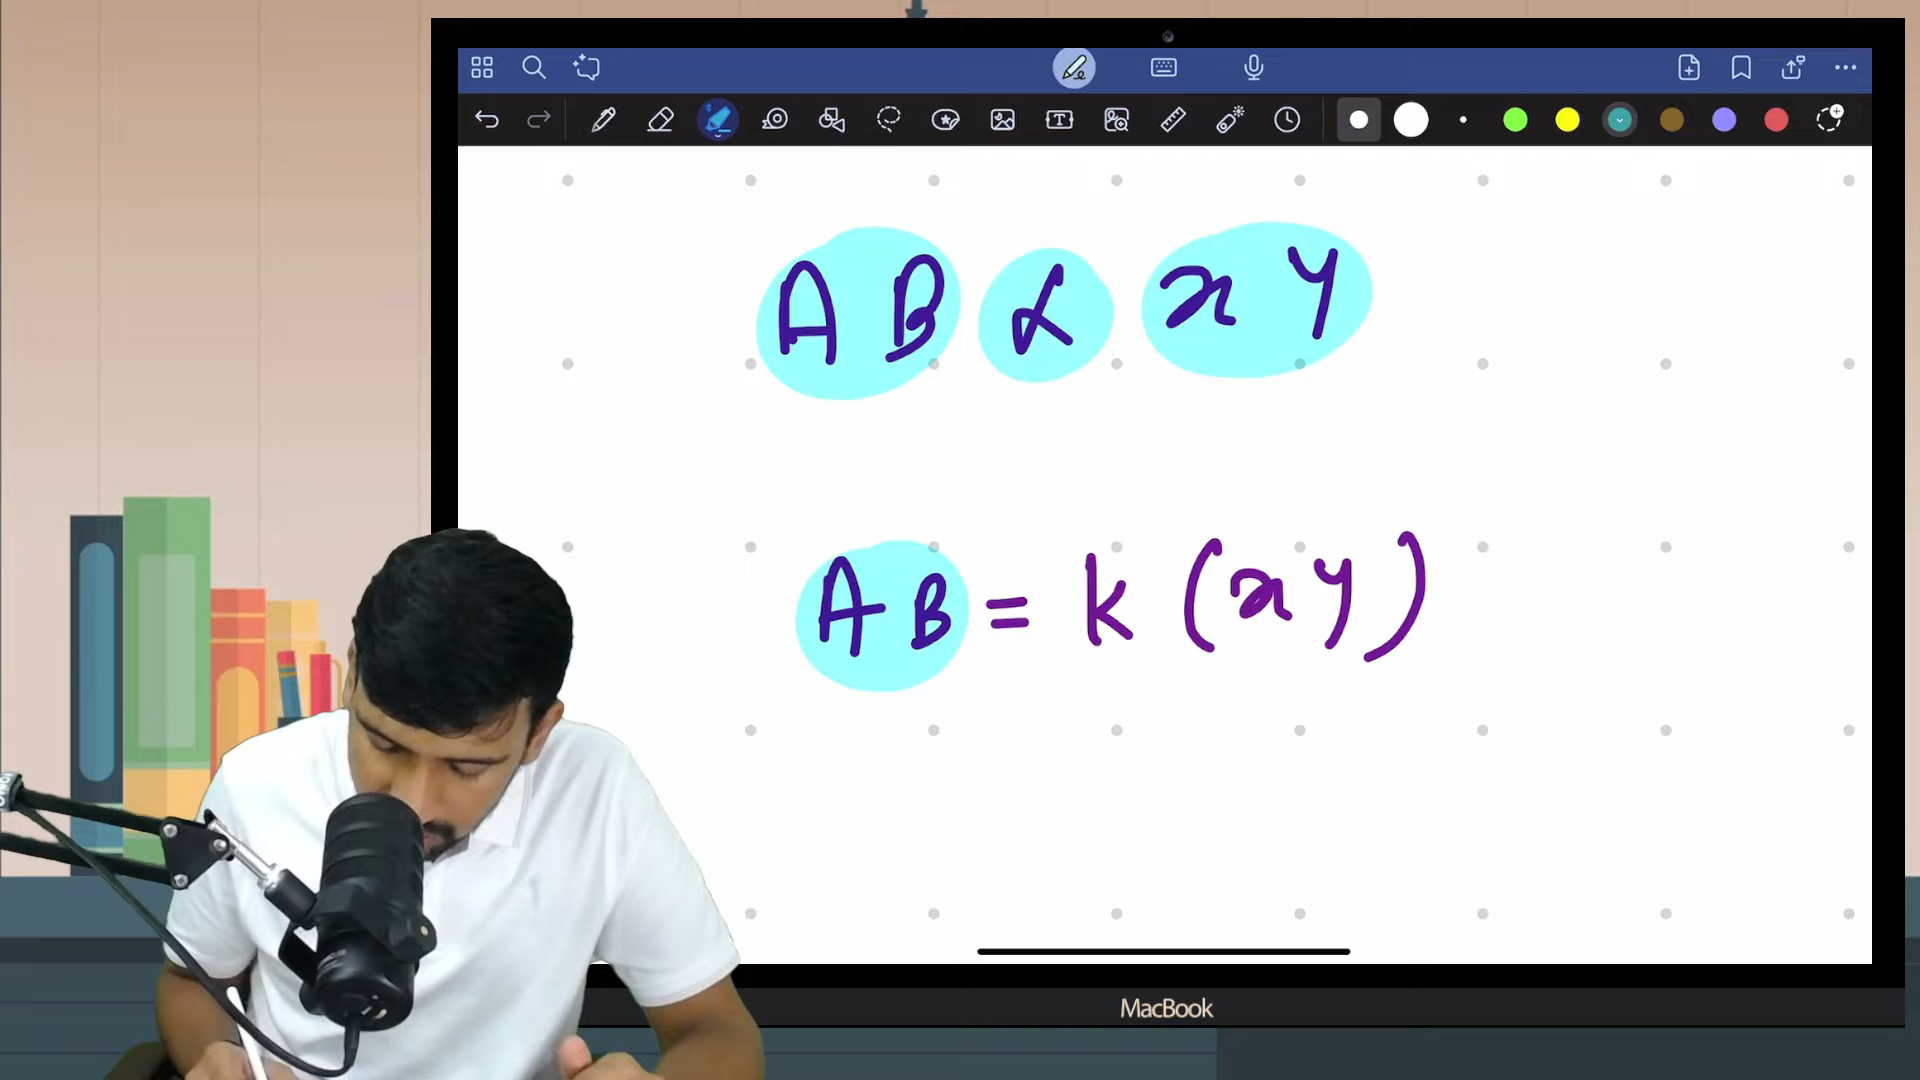 A B α x y
A B = k (x y)
MacBook